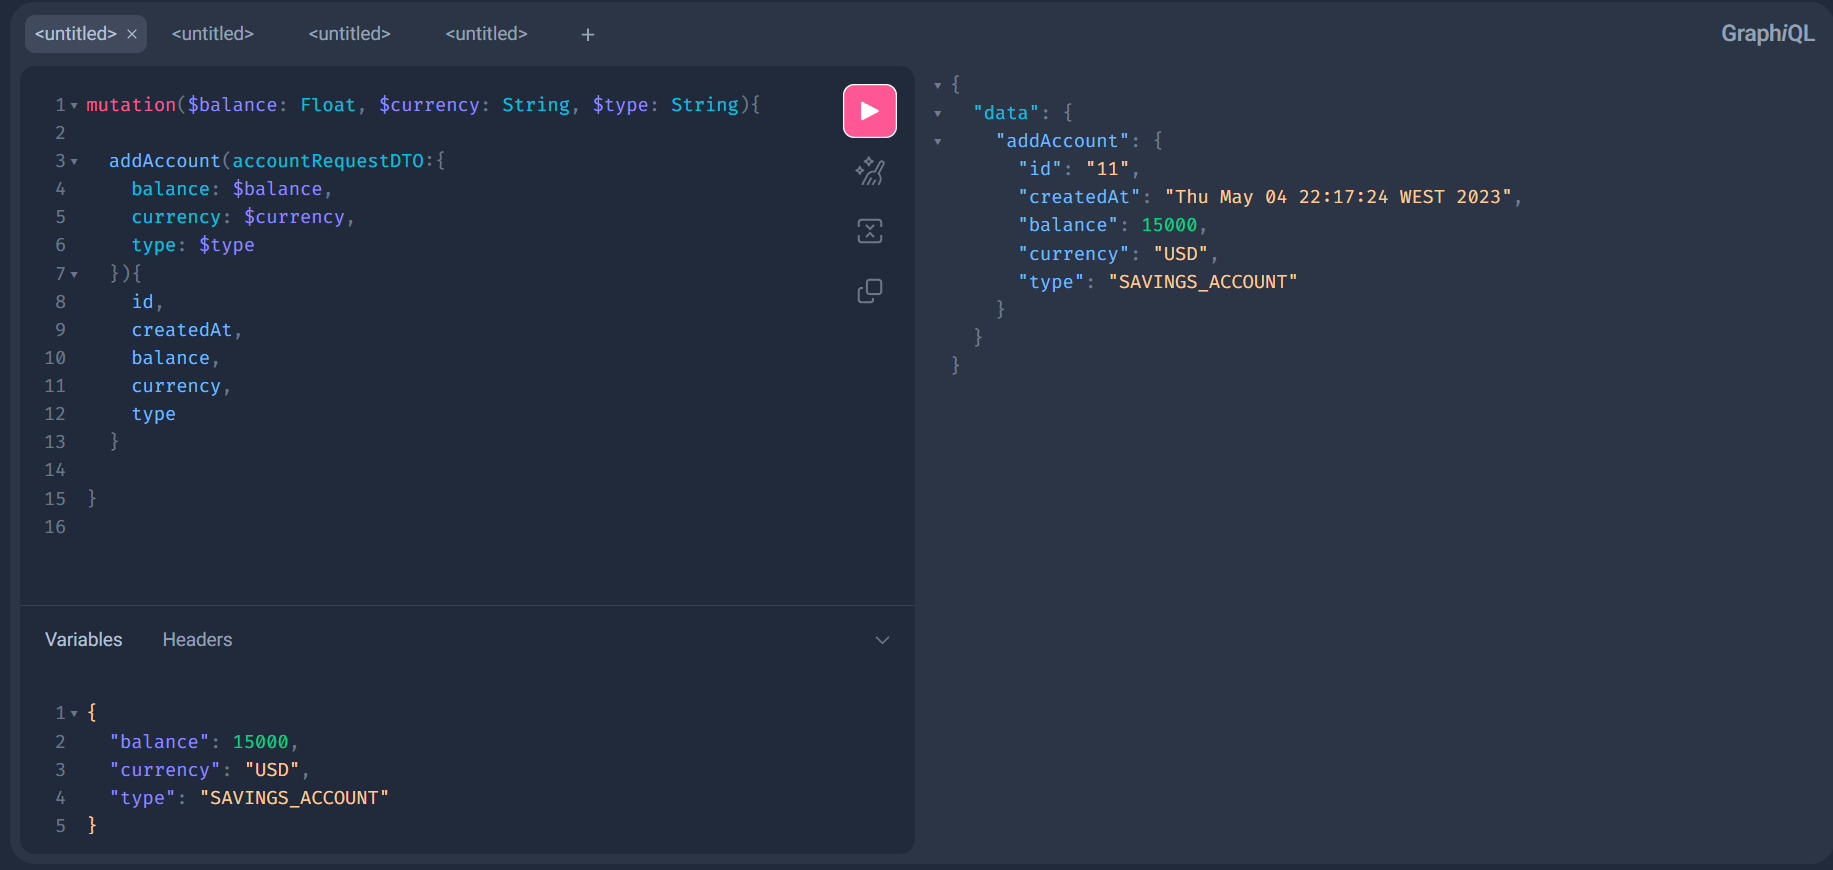 <untitled> × <untitled> <untitled> <untitled> +
GraphiQL
1 mutation($balance: Float, $currency: String, $type: String){
2
3   addAccount(accountRequestDTO:{
4     balance: $balance,
5     currency: $currency,
6     type: $type
7   }){
8     id,
9     createdAt,
10     balance,
11     currency,
12     type
13   }
14
15 }
16
Variables Headers
1 {
2   "balance": 15000,
3   "currency": "USD",
4   "type": "SAVINGS_ACCOUNT"
5 }
{
  "data": {
    "addAccount": {
      "id": "11",
      "createdAt": "Thu May 04 22:17:24 WEST 2023",
      "balance": 15000,
      "currency": "USD",
      "type": "SAVINGS_ACCOUNT"
    }
  }
}